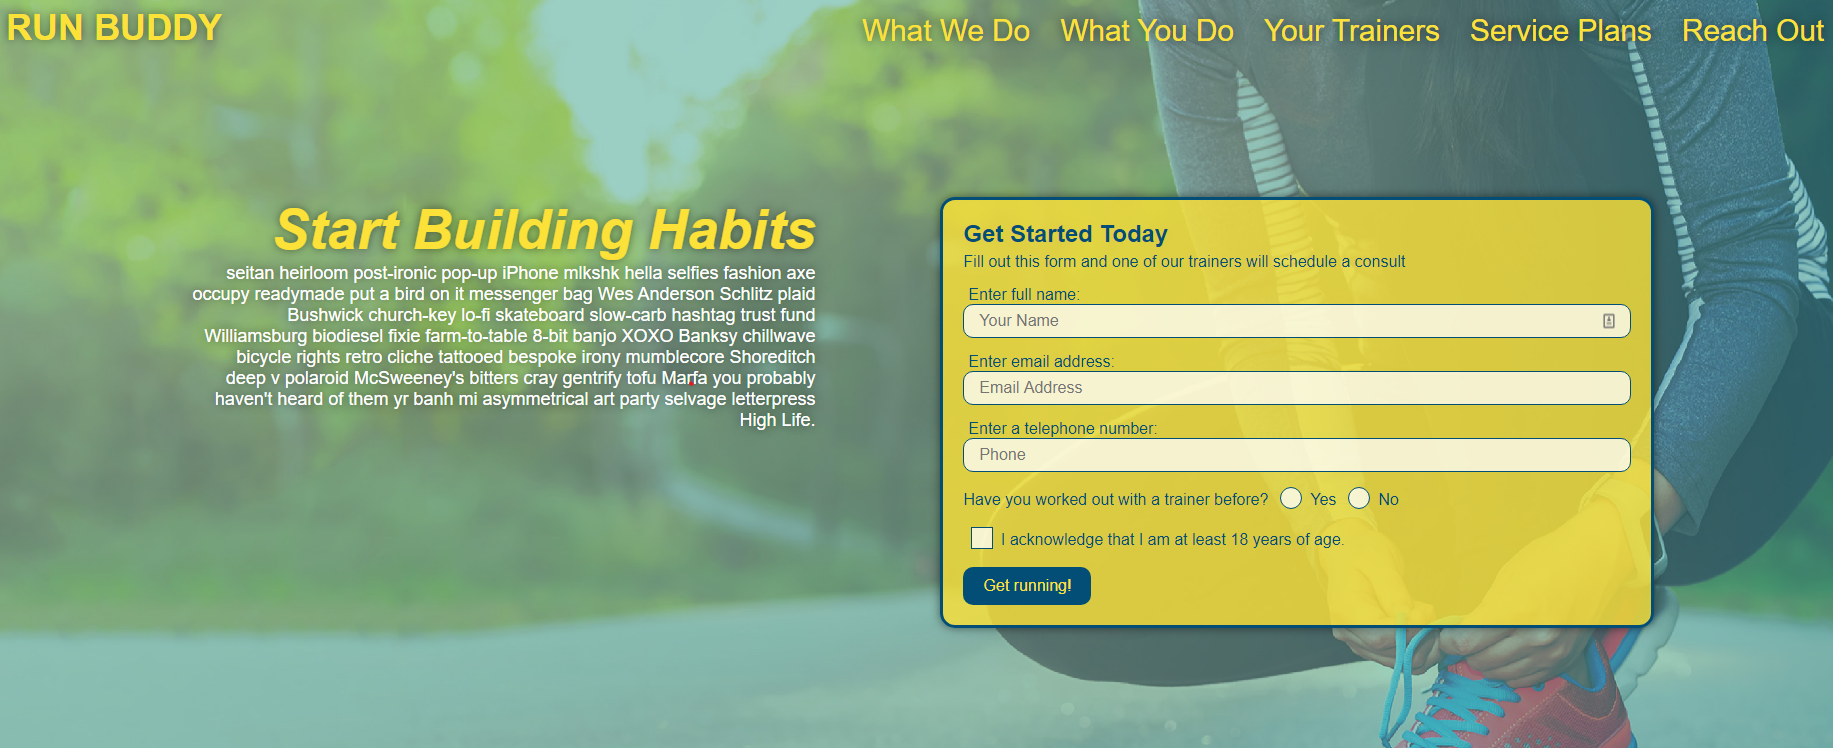 RUN BUDDY
What We Do What You Do Your Trainers Service Plans Reach Out
Start Building Habits
seitan heirloom post-ironic pop-up iPhone mlkshk hella selfies fashion axe
occupy readymade put a bird on it messenger bag Wes Anderson Schlitz plaid
Bushwick church-key lo-fi skateboard slow-carb hashtag trust fund
Williamsburg biodiesel fixie farm-to-table 8-bit banjo XOXO Banksy chillwave
bicycle rights retro cliche tattooed bespoke irony mumblecore Shoreditch
deep v polaroid McSweeney's bitters cray gentrify tofu Marfa you probably
haven't heard of them yr banh mi asymmetrical art party selvage letterpress
High Life.
Get Started Today
Fill out this form and one of our trainers will schedule a consult
Enter full name:
Your Name
Enter email address:
Email Address
Enter a telephone number:
Phone
Have you worked out with a trainer before? Yes No
I acknowledge that I am at least 18 years of age.
Get running!